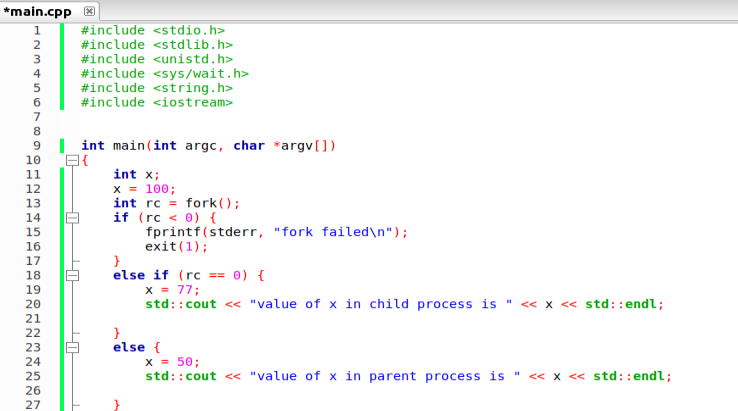 *main.cpp
1 #include <stdio.h>
2 #include <stdlib.h>
3 #include <unistd.h>
4 #include <sys/wait.h>
5 #include <string.h>
6 #include <iostream>
7
8
9 int main(int argc, char *argv[])
10 {
11 int x;
12 x = 100;
13 int rc = fork();
14 if (rc < 0) {
15 fprintf(stderr, "fork failed\n");
16 exit(1);
17 }
18 else if (rc == 0) {
19 x = 77;
20 std::cout << "value of x in child process is " << x << std::endl;
21
22 }
23 else {
24 x = 50;
25 std::cout << "value of x in parent process is " << x << std::endl;
26
27 }